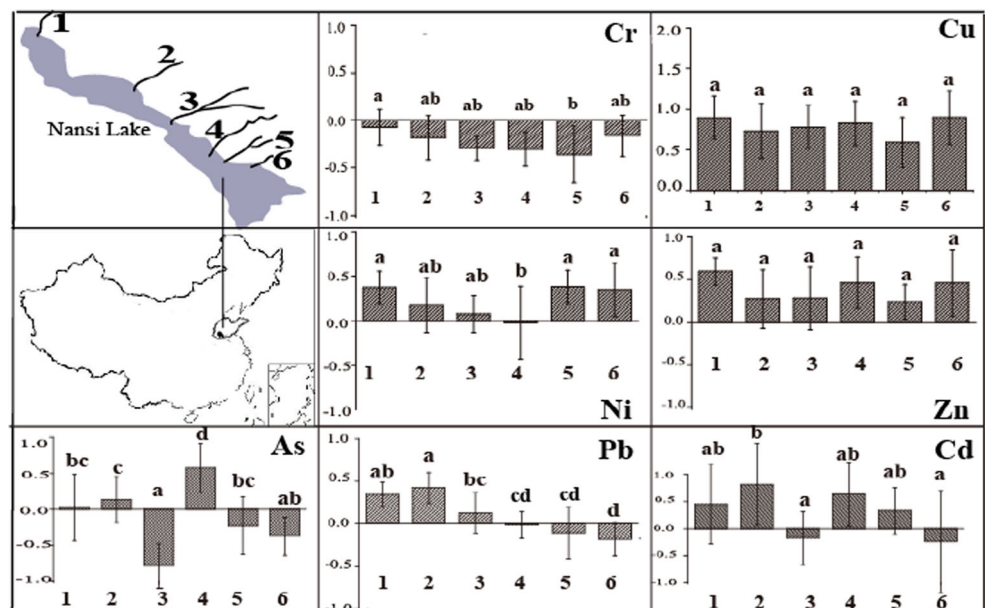 1
2
3
4
5
6
Nansi Lake
Cr
1.0
0.5
0.0
-0.5
-1.0
a ab ab ab b ab
1 2 3 4 5 6
Cu
2.0
1.5
1.0
0.5
0.0
a a a a a a
1 2 3 4 5 6
1.0
0.5
0.0
-0.5
-1.0
a ab ab b a a
1 2 3 4 5 6
Ni
1.0
0.5
0.0
-0.5
-1.0
a a a a a a
1 2 3 4 5 6
Zn
As
1.0
0.5
0.0
-0.5
-1.0
bc c a d bc ab
1 2 3 4 5 6
Pb
1.0
0.5
0.0
-0.5
-1.0
ab a bc cd cd d
1 2 3 4 5 6
Cd
1.0
0.5
0.0
-0.5
-1.0
ab b a ab ab a
1 2 3 4 5 6